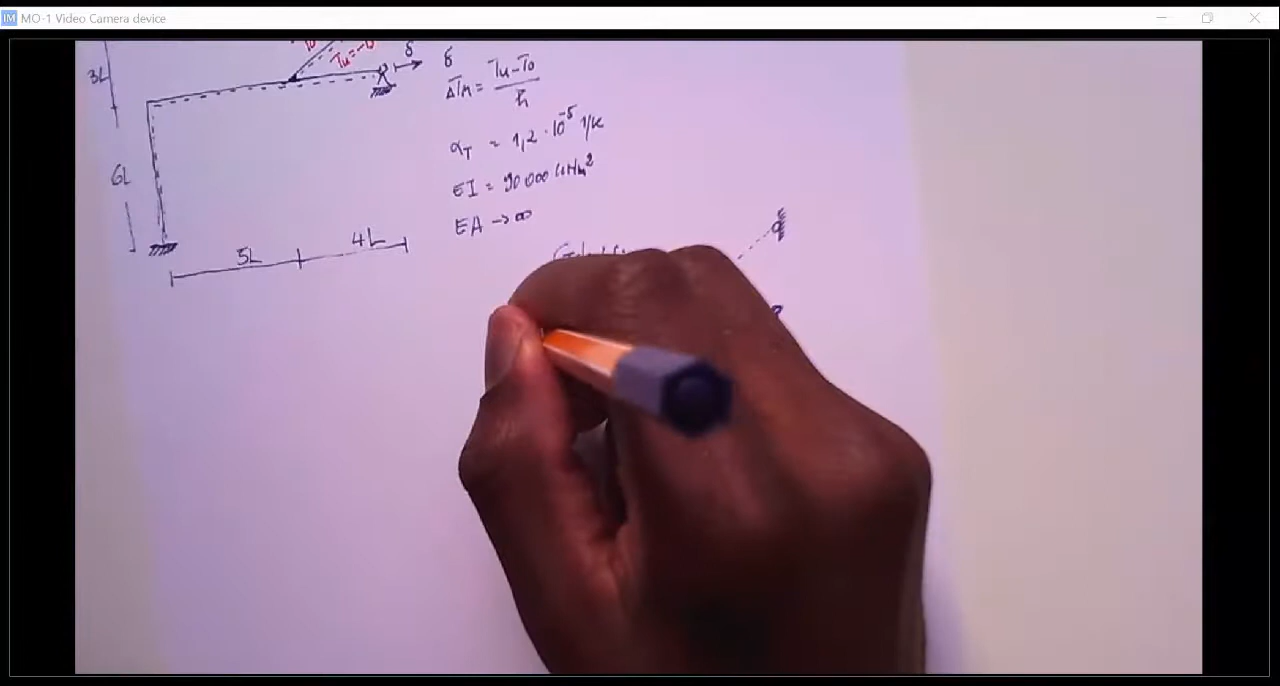 MO-1 Video Camera device
3L
δ
δ
ΔTM = Tu-To / h
αT = 1,2 · 10^-5 1/K
6L
EI = 90 000 kNm²
EA → ∞
5L
4L